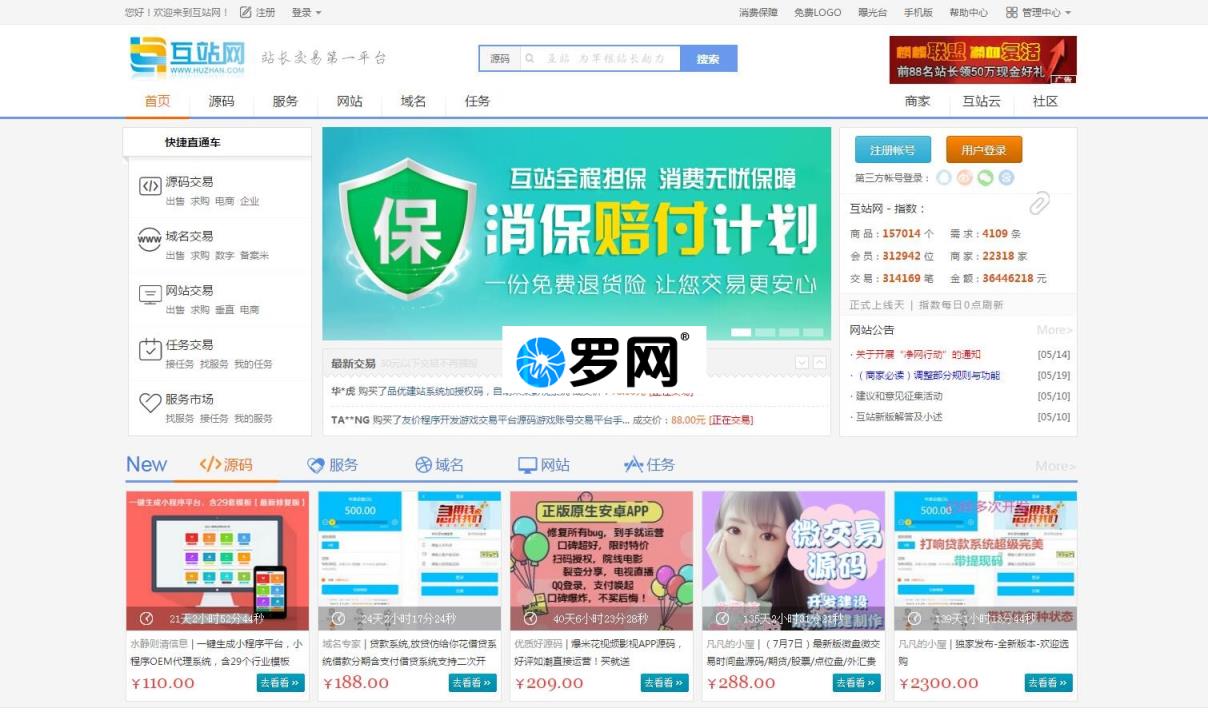 您好！欢迎来到互站网！ 注册 登录
消费保障 免费LOGO 曝光台 手机版 帮助中心 管理中心
互站网
WWW.HUZHAN.COM
站长交易第一平台
源码 互站 为草根站长助力 搜索
麒麟联盟 满血复活
前88名站长领50万现金好礼
广告
首页 源码 服务 网站 域名 任务 商家 互站云 社区
快捷直通车
源码交易
出售 求购 电商 企业
www
域名交易
出售 求购 数字 备案米
网站交易
出售 求购 垂直 电商
任务交易
接任务 找服务 我的任务
服务市场
找服务 接任务 我的服务
保
互站全程担保 消费无忧保障
消保赔付计划
一份免费退货险 让您交易更安心
罗网®
最新交易 30元以下交易不再播报
华*虎 购买了品优建站系统加授权码，自
TA**NG 购买了友价程序开发游戏交易平台源码游戏账号交易平台手... 成交价：88.00元 [正在交易]
注册帐号 用户登录
第三方帐号登录：
互站网 - 指数：
商品：157014 个 需求：4109 条
会员：312942 位 商家：22318 家
交易：314169 笔 金额：36446218 元
正式上线天 | 指数每日0点刷新
网站公告 More>
· 关于开展“净网行动”的通知 [05/14]
· （商家必读）调整部分规则与功能 [05/19]
· 建议和意见征集活动 [05/10]
· 互站新版解答及小述 [05/10]
New 源码 服务 域名 网站 任务 More>
一键生成小程序平台，含29套模板【最新修复版】
21天2小时52分44秒
水静则清信息 | 一键生成小程序平台，小
程序OEM代理系统，含29个行业模板
￥110.00 去看看 »
500.00
急用钱
找我们
24天2小时17分24秒
域名专家 | 贷款系统,放贷仿给你花借贷系
统借款分期含支付借贷系统支持二次开
￥188.00 去看看 »
正版原生安卓APP
修复所有bug，到手就运营
口碑超好，限时特价
扫码授权，院线电影
裂变分享，电视直播
QQ登录，支付唤起
口碑爆炸，不买后悔！
40天6小时23分28秒
优质好源码 | 爆米花视频影视APP源码，
好评如潮直接运营！买就送
￥209.00 去看看 »
微交易
源码
开发建设
135天2小时31分31秒
凡凡的小屋 | （7月7日）最新版微盘微交
易时间盘源码/期货/股票/点位盘/外汇贵
￥288.00 去看看 »
500.00
打响贷款系统超级完美
带提现码
139天1小时18分44秒
凡凡的小屋 | 独家发布-全新版本-欢迎选
购
￥2300.00 去看看 »